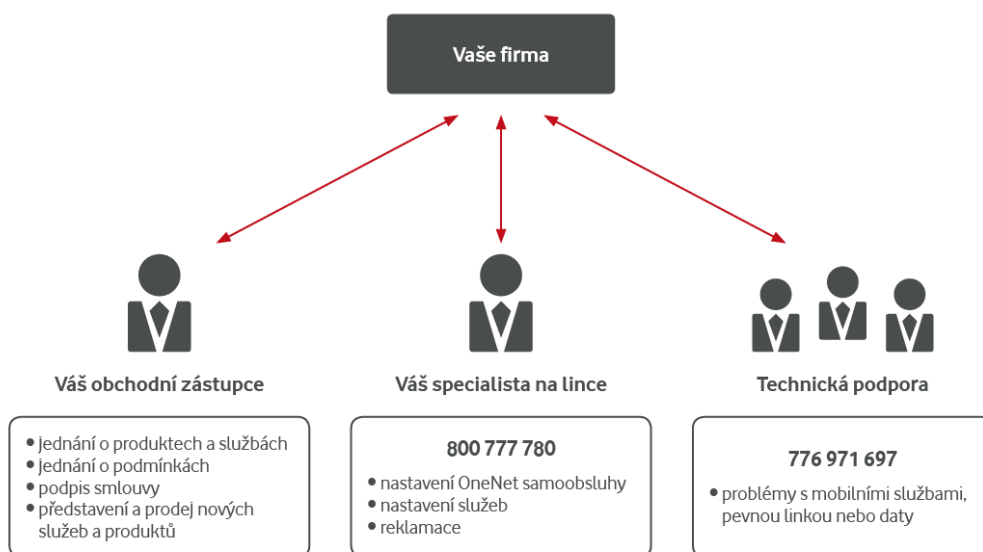 Vaše firma
Váš obchodní zástupce
• jednání o produktech a službách
• jednání o podmínkách
• podpis smlouvy
• představení a prodej nových
služeb a produktů
Váš specialista na lince
800 777 780
• nastavení OneNet samoobsluhy
• nastavení služeb
• reklamace
Technická podpora
776 971 697
• problémy s mobilními službami,
pevnou linkou nebo daty